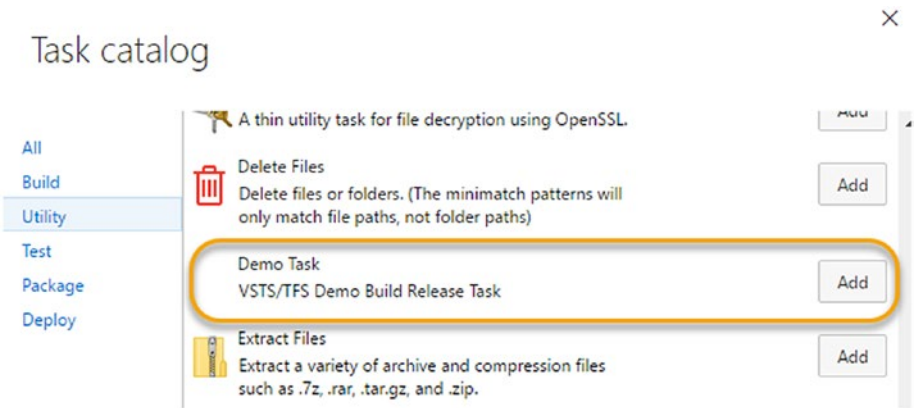 Task catalog
All
Build
Utility
Test
Package
Deploy
A thin utility task for file decryption using OpenSSL.
Add
Delete Files
Delete files or folders. (The minimatch patterns will
only match file paths, not folder paths)
Add
Demo Task
VSTS/TFS Demo Build Release Task
Add
Extract Files
Extract a variety of archive and compression files
such as .7z, .rar, .tar.gz, and .zip.
Add